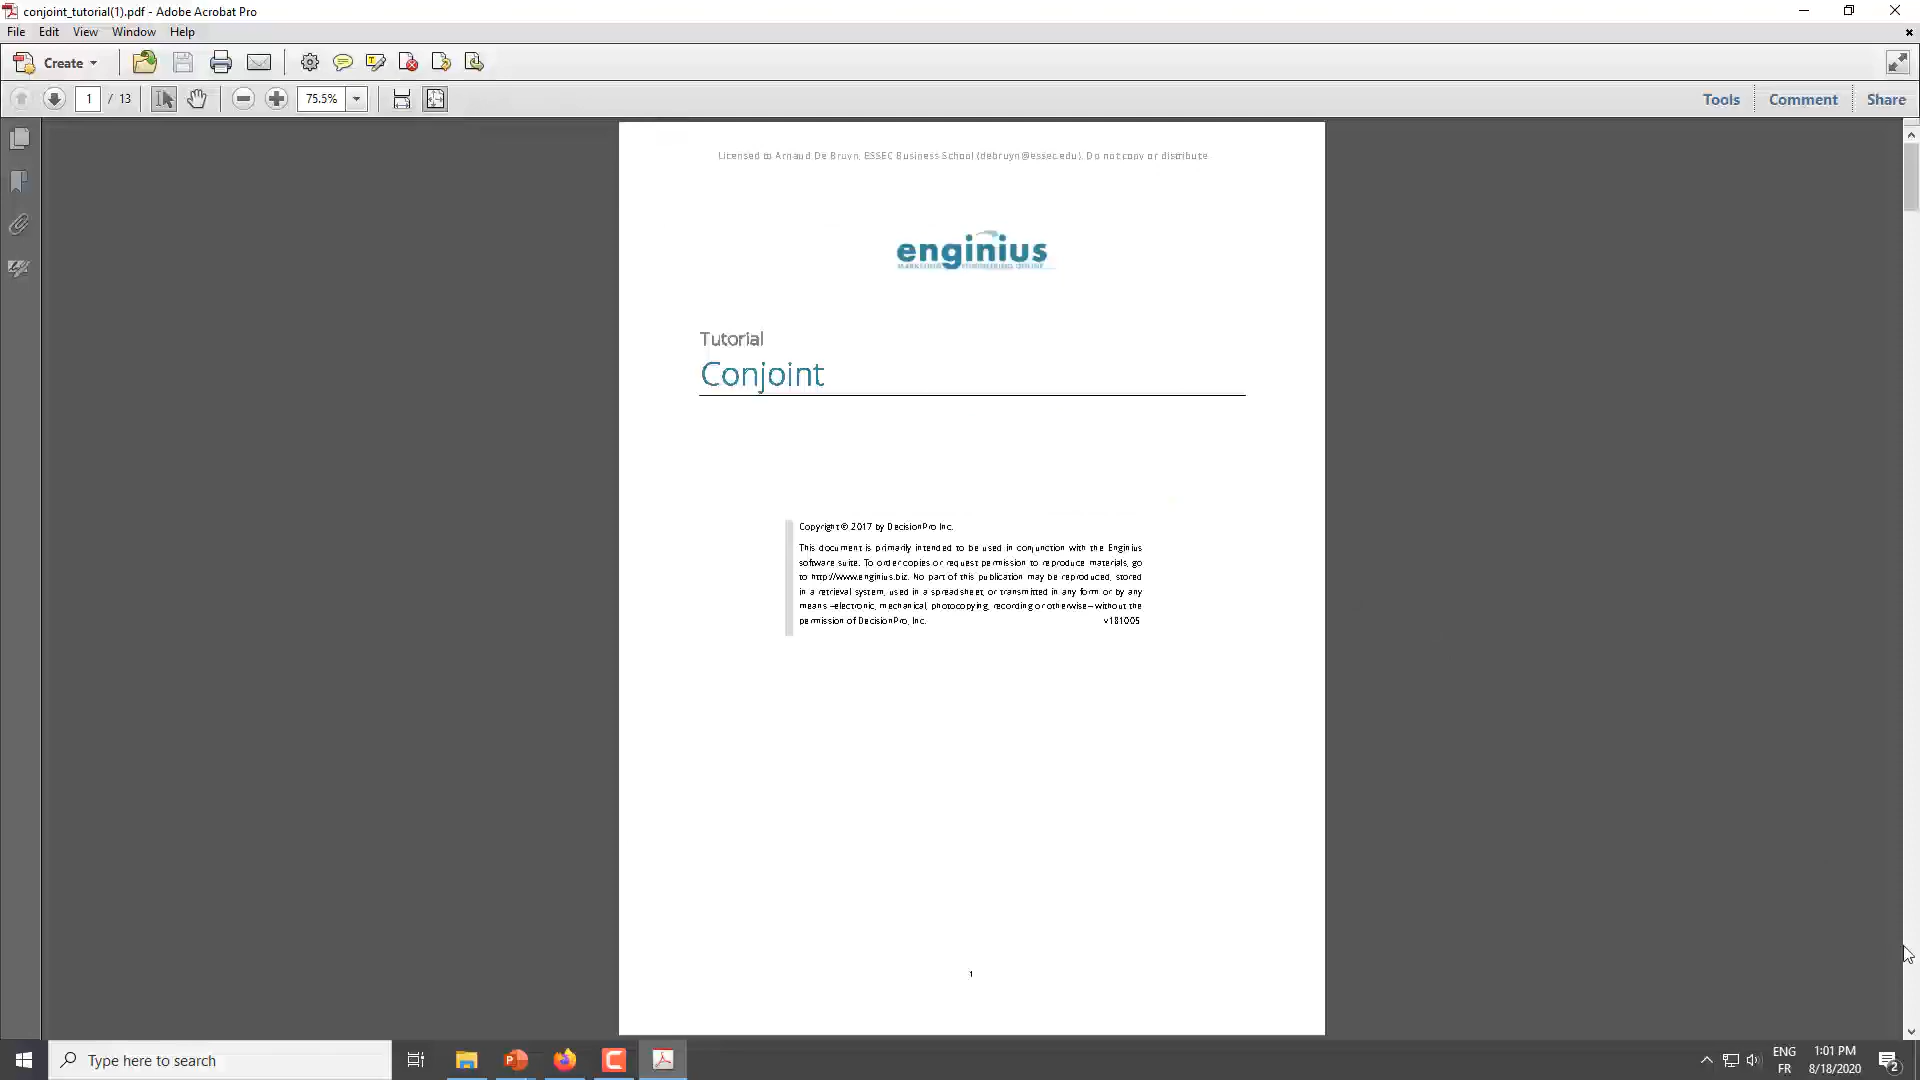 conjoint_tutorial(1).pdf - Adobe Acrobat Pro
File Edit View Window Help
Create
1 / 13 75.5% Tools Comment Share
Licensed to Arnaud De Bruyn, ESSEC Business School (debruyn@essec.edu). Do not copy or distribute.
enginius
MARKETING ENGINEERING ONLINE
Tutorial
Conjoint
Copyright © 2017 by DecisionPro Inc.
This document is primarily intended to be used in conjunction with the Enginius
software suite. To order copies or request permission to reproduce materials, go
to http://www.enginius.biz. No part of this publication may be reproduced, stored
in a retrieval system, used in a spreadsheet, or transmitted in any form or by any
means –electronic, mechanical, photocopying, recording or otherwise– without the
permission of DecisionPro, Inc. v181005
1
Type here to search
ENG 1:01 PM
FR 8/18/2020 2